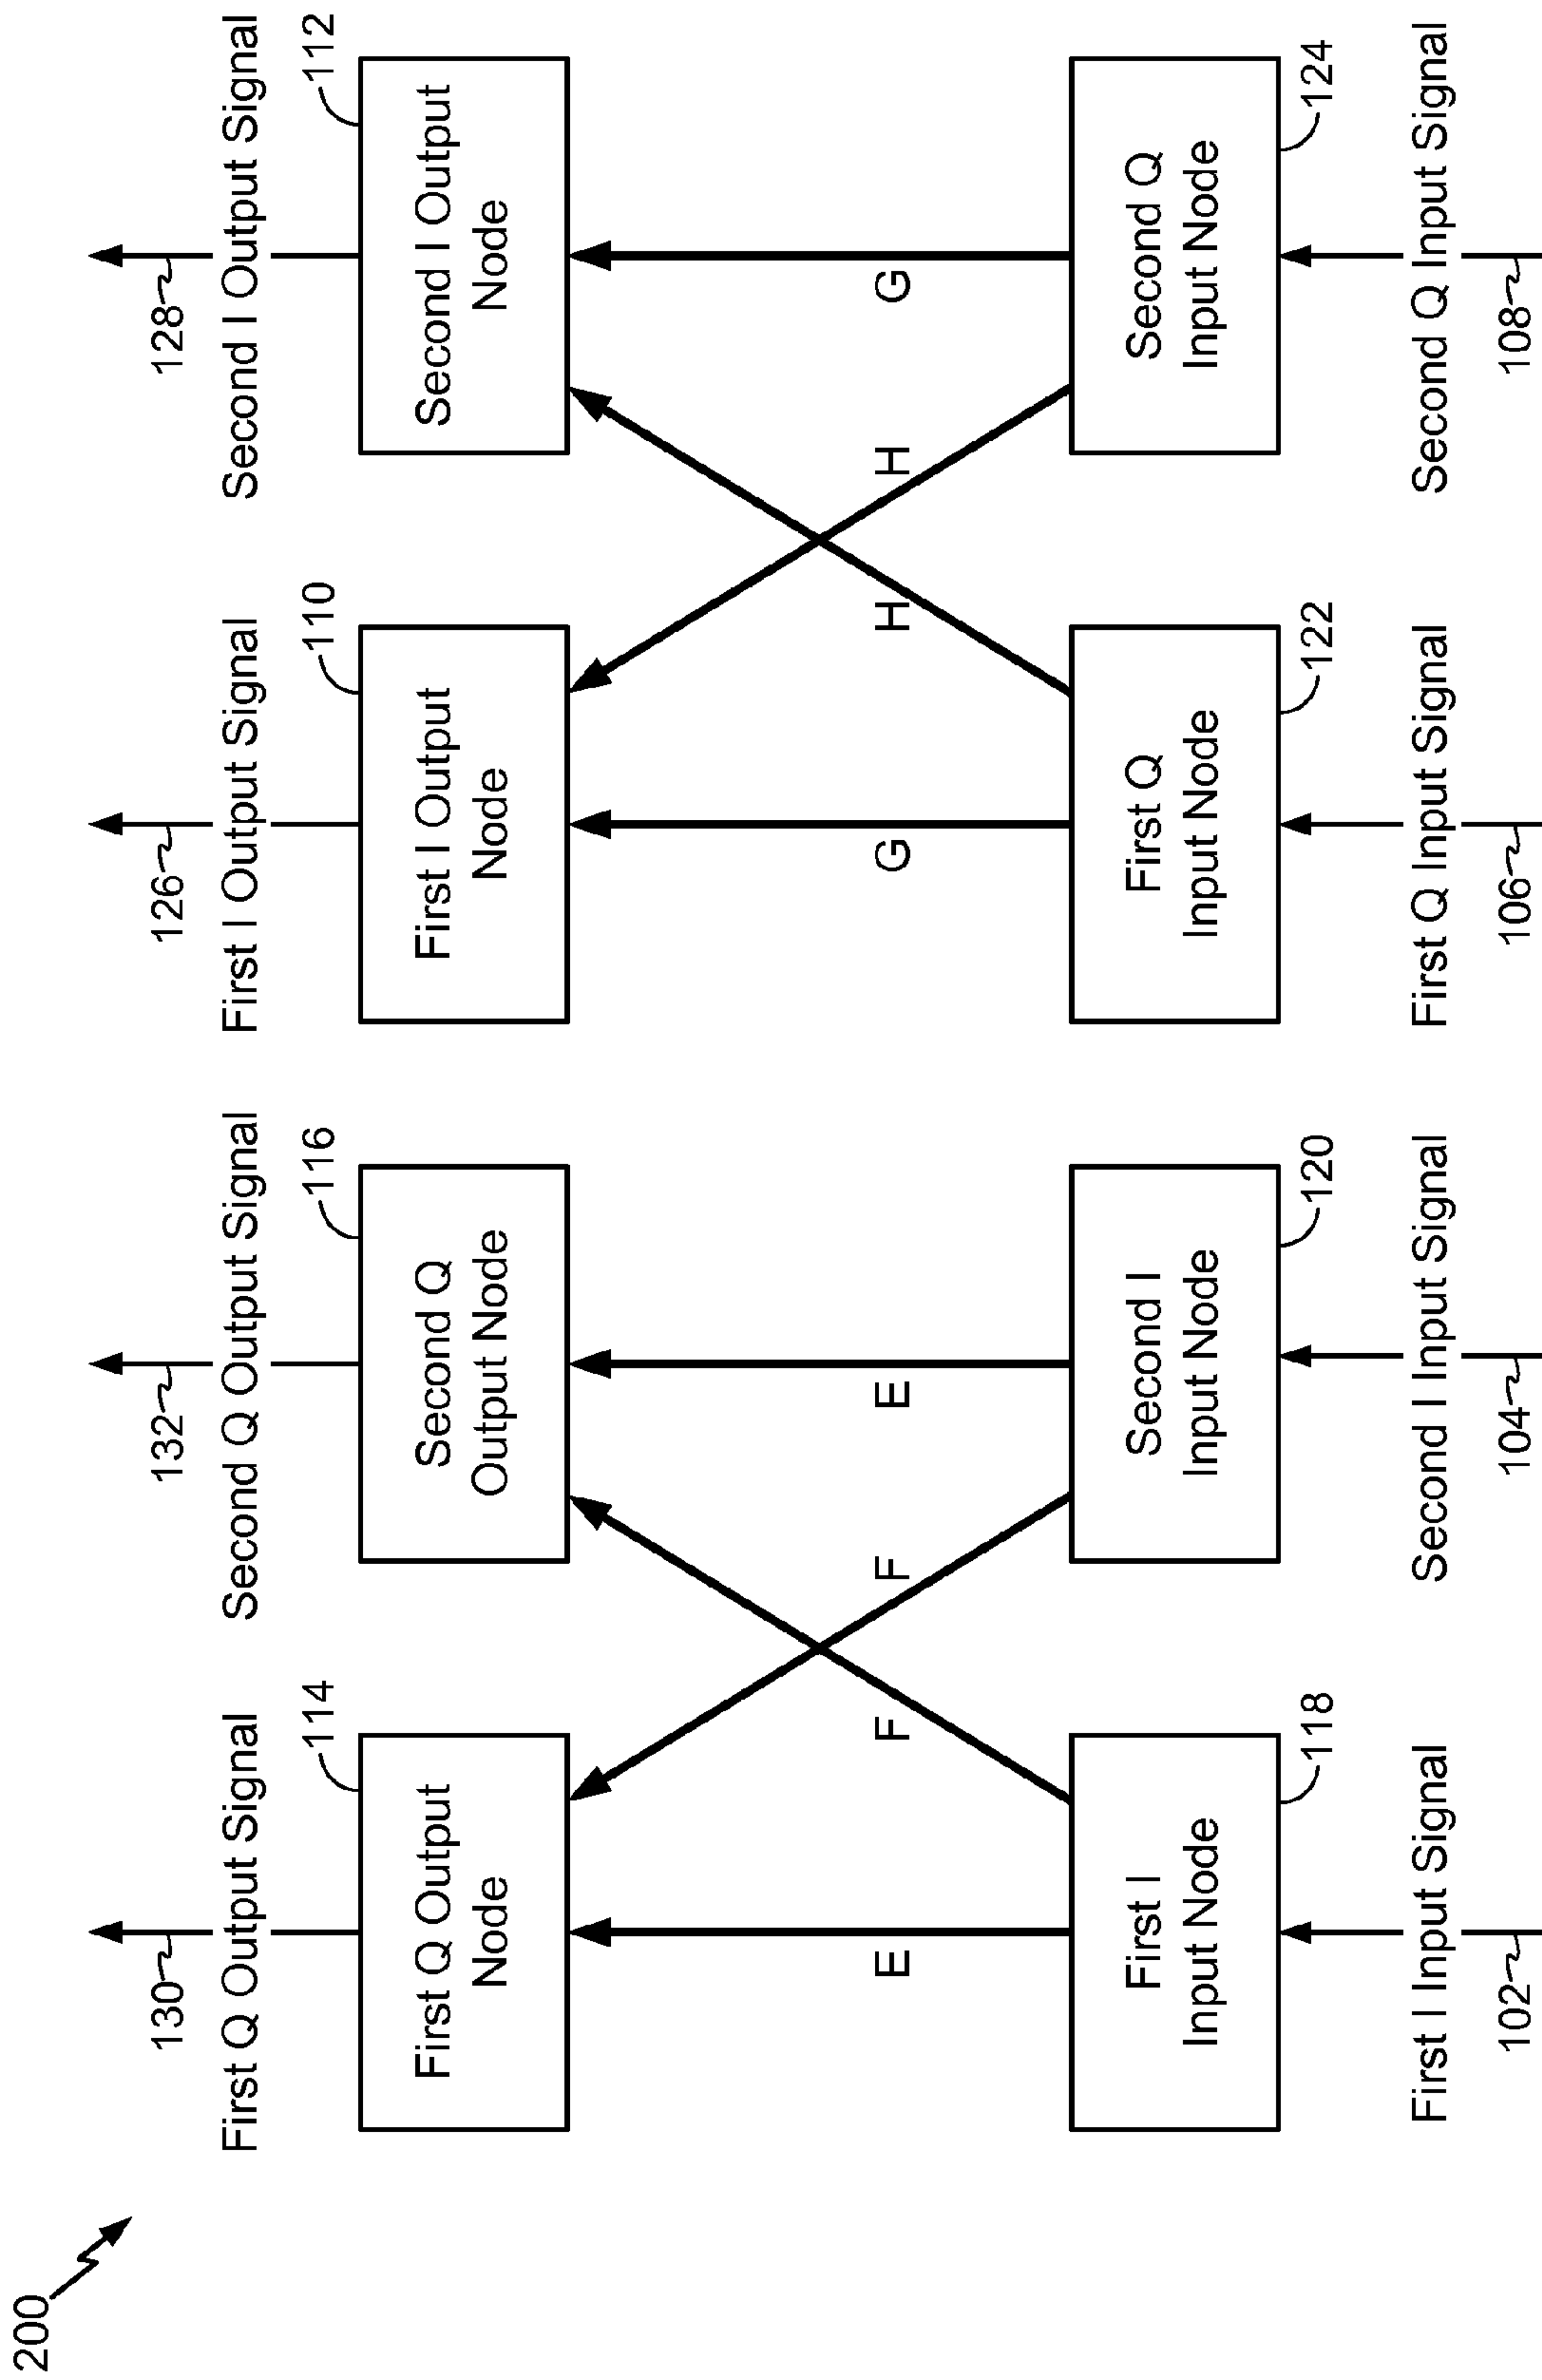 200
130
First Q Output Signal
132
Second Q Output Signal
126
First I Output Signal
128
Second I Output Signal
114
First Q Output
Node
116
Second Q
Output Node
110
First I Output
Node
112
Second I Output
Node
E
F
F
E
G
H
H
G
First I
Input Node
118
Second I
Input Node
120
First Q
Input Node
122
Second Q
Input Node
124
First I Input Signal
102
Second I Input Signal
104
First Q Input Signal
106
Second Q Input Signal
108